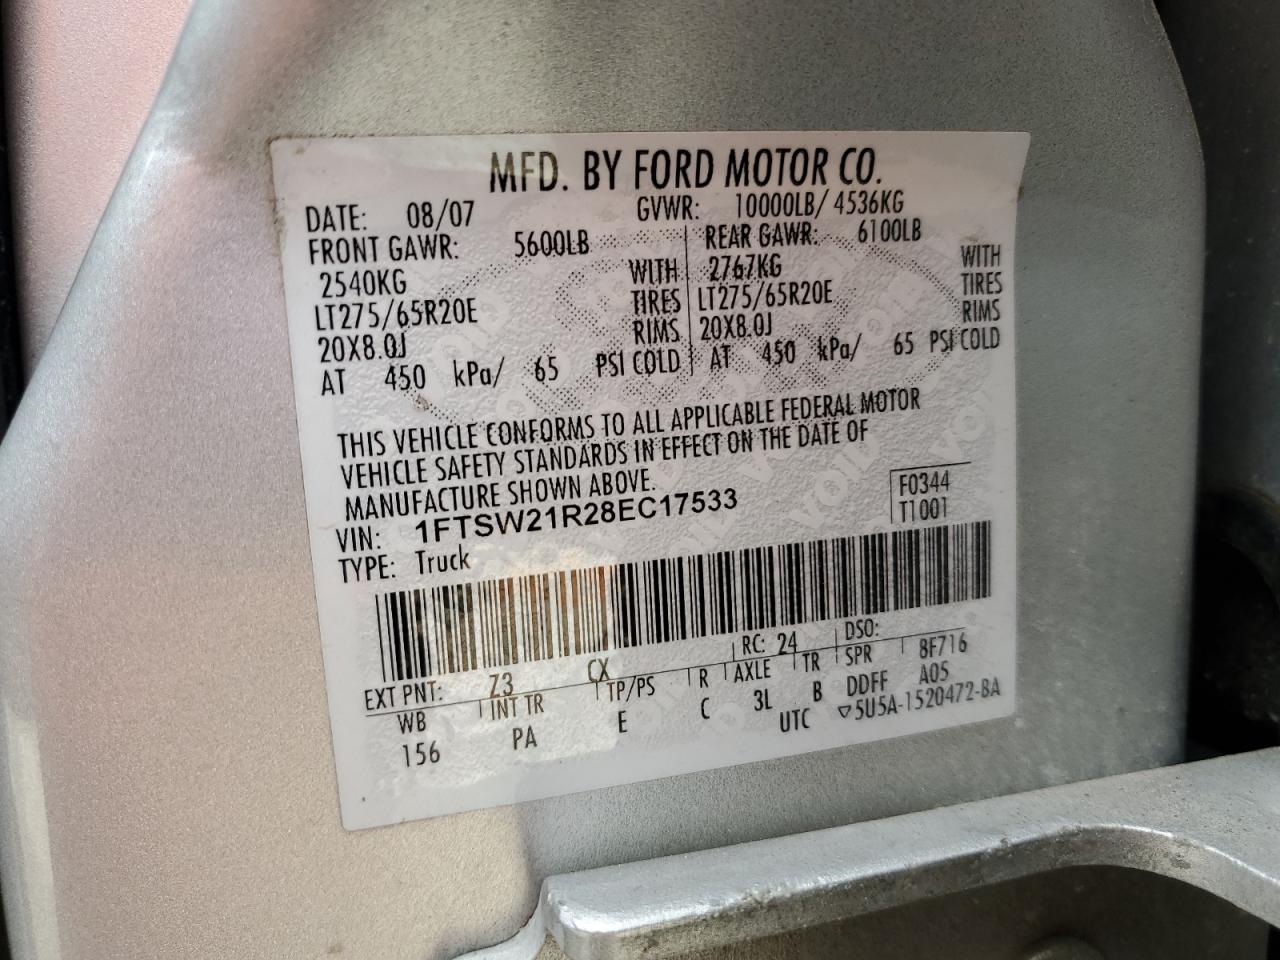 MFD. BY FORD MOTOR CO.
DATE: 08/07 GVWR: 10000LB/ 4536KG
FRONT GAWR: 5600LB REAR GAWR: 6100LB
2540KG WITH 2767KG WITH
LT275/65R20E TIRES LT275/65R20E TIRES
20X8.0J RIMS 20X8.0J RIMS
AT 450 kPa/ 65 PSI COLD AT 450 kPa/ 65 PSI COLD
THIS VEHICLE CONFORMS TO ALL APPLICABLE FEDERAL MOTOR
VEHICLE SAFETY STANDARDS IN EFFECT ON THE DATE OF
MANUFACTURE SHOWN ABOVE.
VIN: 1FTSW21R28EC17533 F0344
TYPE: Truck T1001
EXT PNT: Z3 CX RC: 24 DSO:
WB INT TR TP/PS R AXLE TR SPR 8F716
156 PA E C 3L B DDFF A05
UTC ▽5U5A-1520472-BA